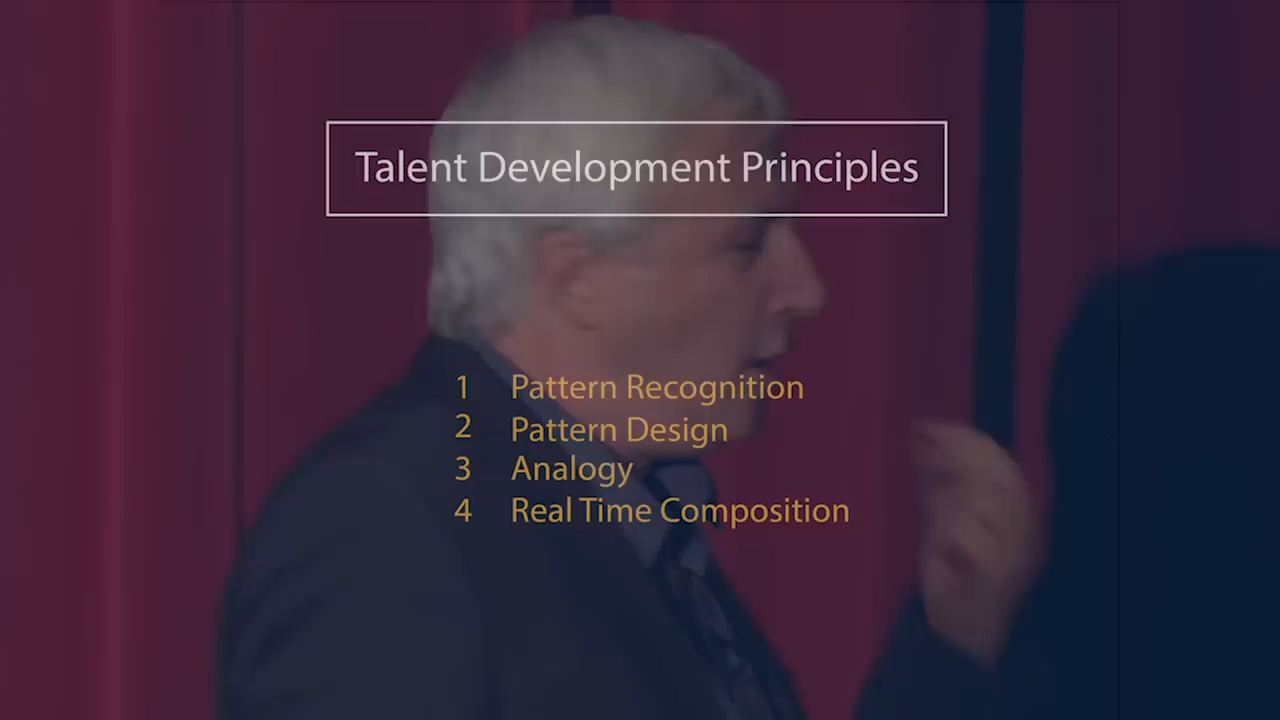 Talent Development Principles
1 Pattern Recognition
2 Pattern Design
3 Analogy
4 Real Time Composition